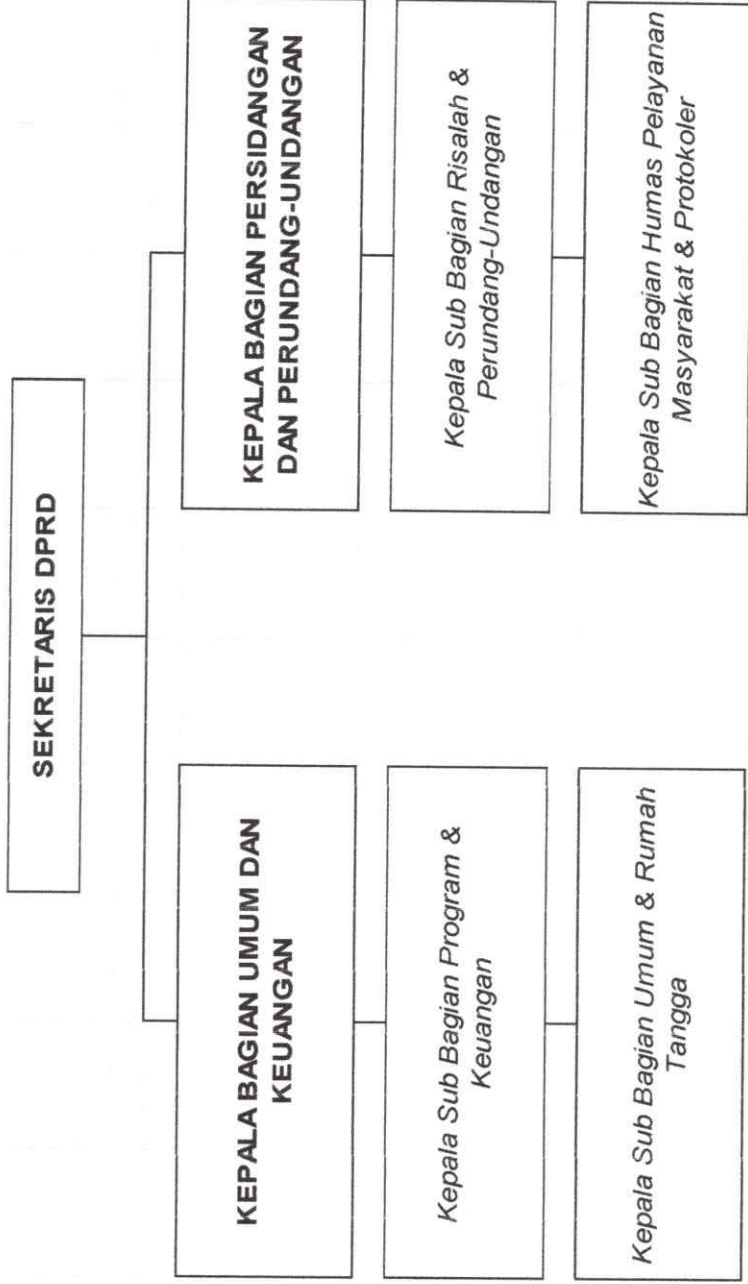 SEKRETARIS DPRD
KEPALA BAGIAN UMUM DAN
KEUANGAN
Kepala Sub Bagian Program &
Keuangan
Kepala Sub Bagian Umum & Rumah
Tangga
KEPALA BAGIAN PERSIDANGAN
DAN PERUNDANG-UNDANGAN
Kepala Sub Bagian Risalah &
Perundang-Undangan
Kepala Sub Bagian Humas Pelayanan
Masyarakat & Protokoler